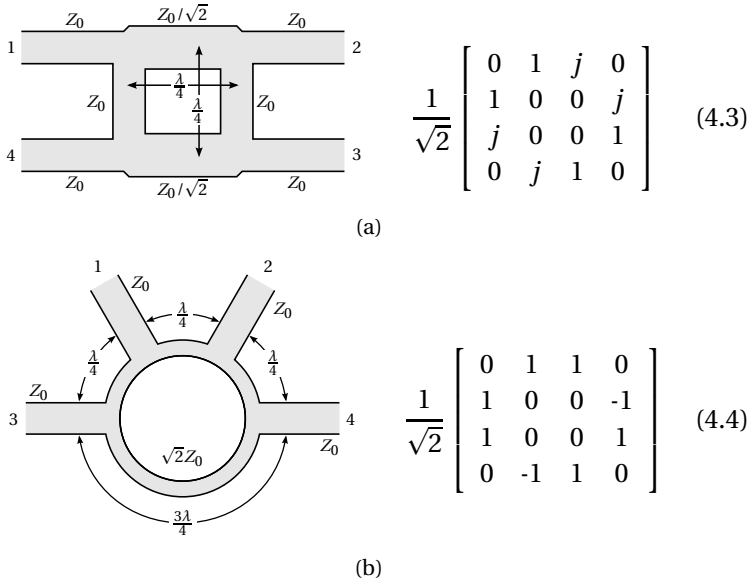 Z₀ Z₀/√2 Z₀
1 2
Z₀ λ/4 λ/4 Z₀
4 3
Z₀ Z₀/√2 Z₀
1/√2 [ 0 1 j 0
1 0 0 j
j 0 0 1
0 j 1 0 ] (4.3)
(a)
1 2
Z₀ λ/4 Z₀
λ/4 λ/4
Z₀
3 4
√2Z₀ Z₀
3λ/4
1/√2 [ 0 1 1 0
1 0 0 -1
1 0 0 1
0 -1 1 0 ] (4.4)
(b)